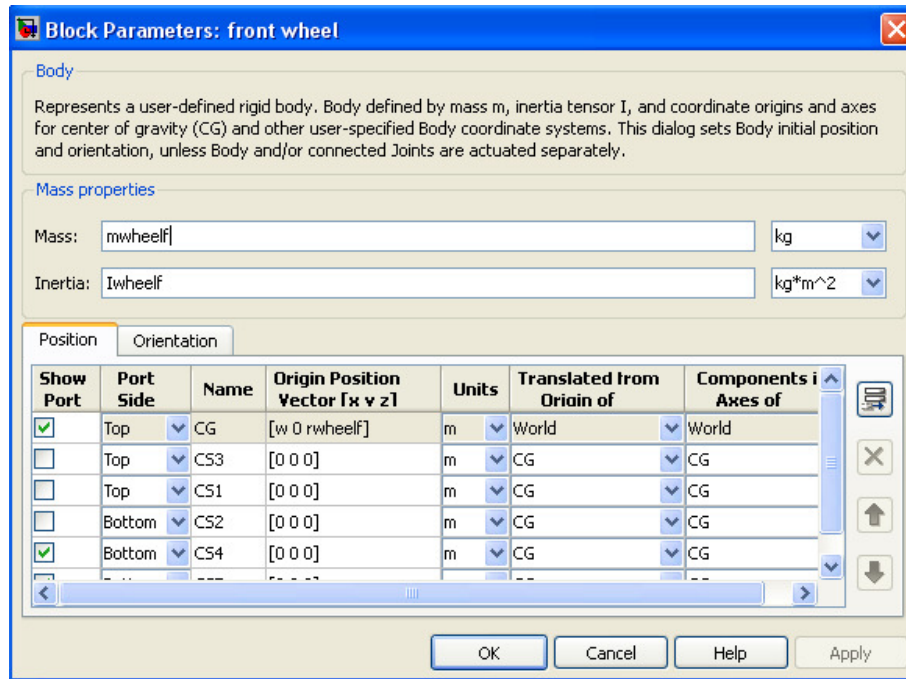 Block Parameters: front wheel
Body
Represents a user-defined rigid body. Body defined by mass m, inertia tensor I, and coordinate origins and axes
for center of gravity (CG) and other user-specified Body coordinate systems. This dialog sets Body initial position
and orientation, unless Body and/or connected Joints are actuated separately.
Mass properties
Mass: mwheelf kg
Inertia: Iwheelf kg*m^2
Position Orientation
Show Port Port Side Name Origin Position Vector [x y z] Units Translated from Origin of Components i Axes of
Top CG [w 0 rwheelf] m World World
Top CS3 [0 0 0] m CG CG
Top CS1 [0 0 0] m CG CG
Bottom CS2 [0 0 0] m CG CG
Bottom CS4 [0 0 0] m CG CG
OK Cancel Help Apply